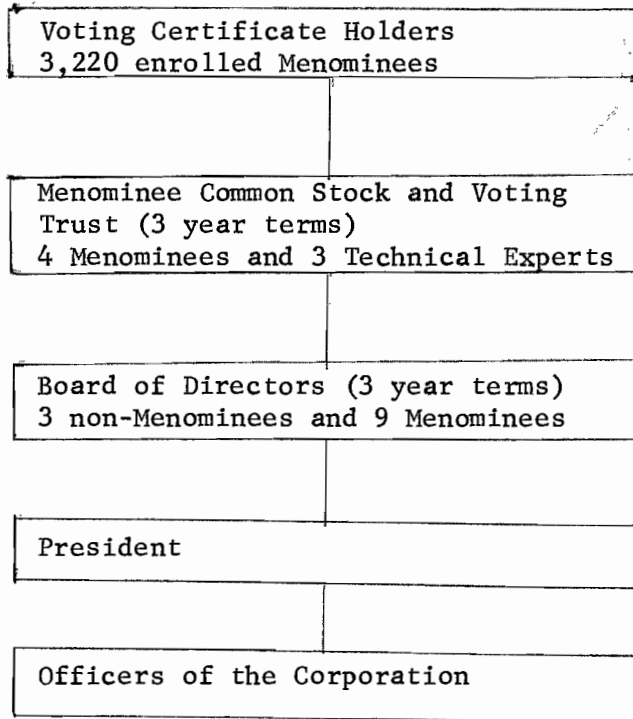 Voting Certificate Holders
3,220 enrolled Menominees
Menominee Common Stock and Voting
Trust (3 year terms)
4 Menominees and 3 Technical Experts
Board of Directors (3 year terms)
3 non-Menominees and 9 Menominees
President
Officers of the Corporation